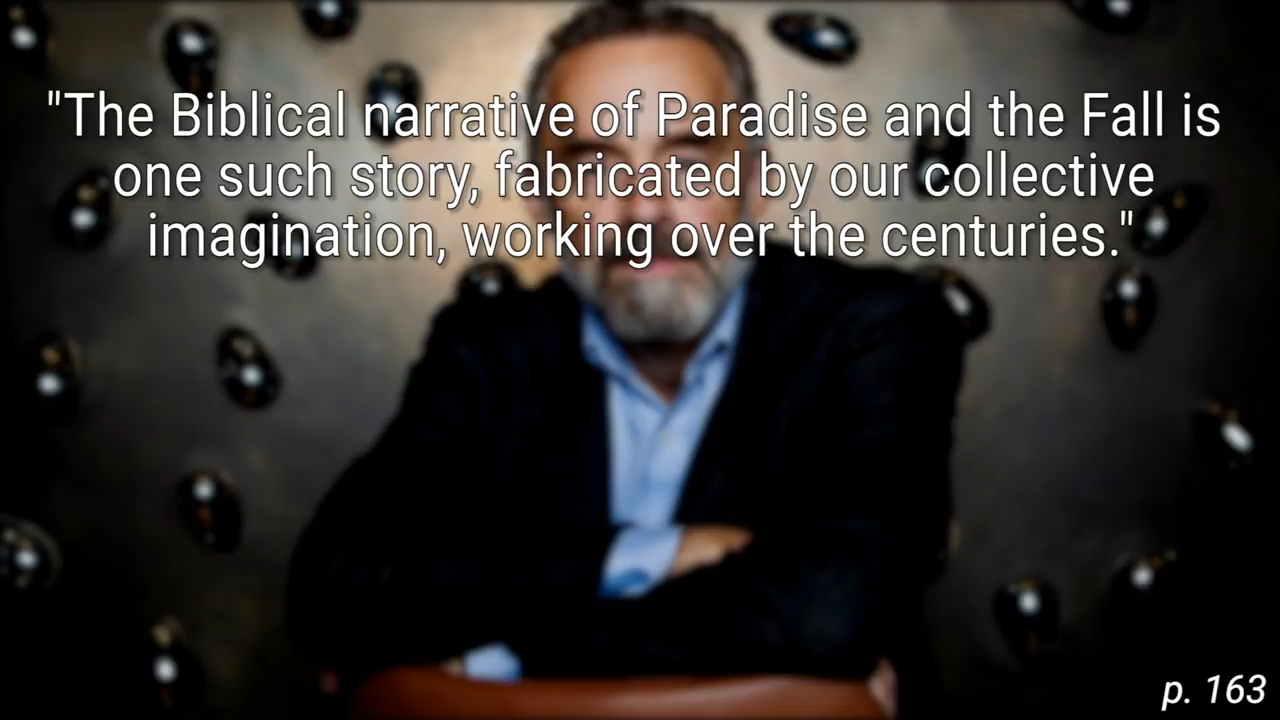 "The Biblical narrative of Paradise and the Fall is
one such story, fabricated by our collective
imagination, working over the centuries."
p. 163